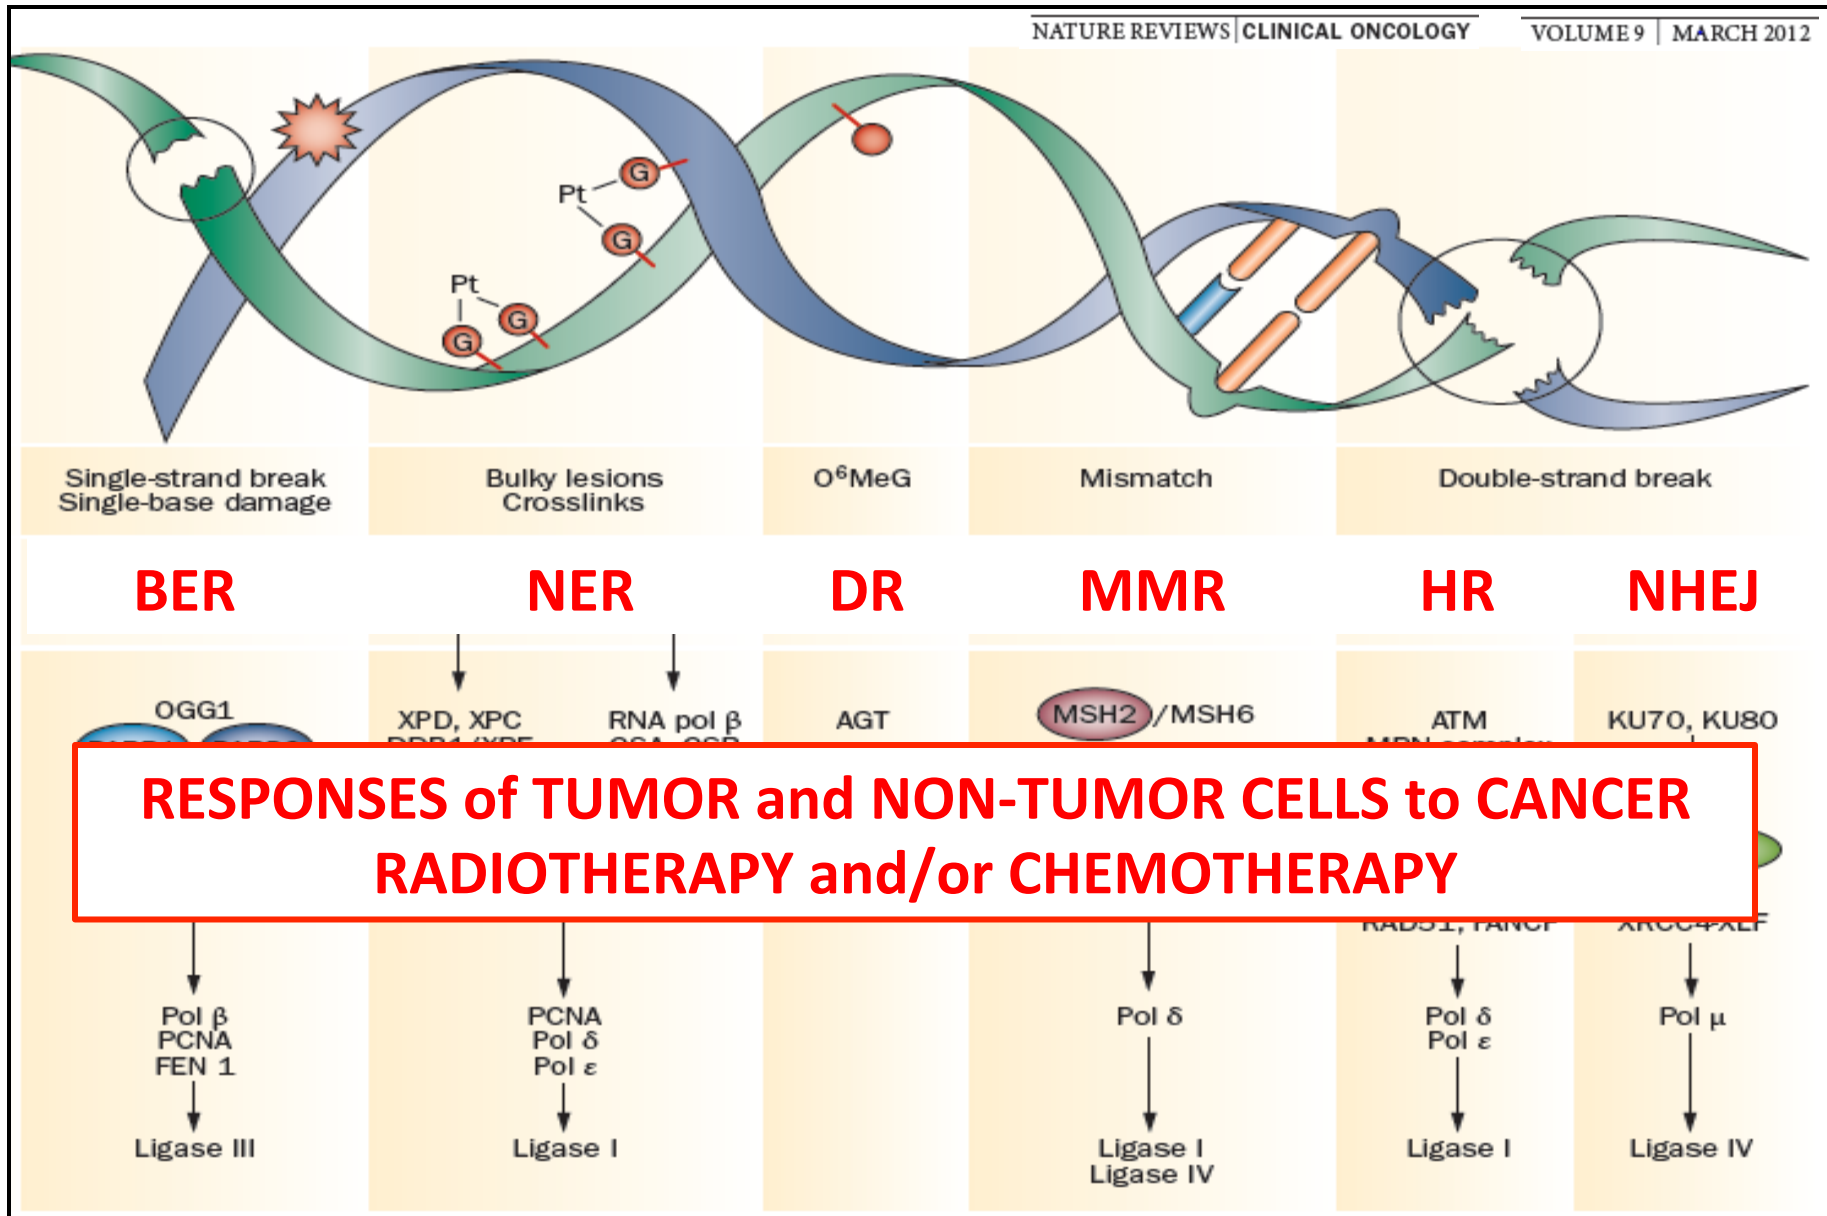 NATURE REVIEWS | CLINICAL ONCOLOGY
VOLUME 9 | MARCH 2012
G
Pt
G
Pt
G
G
Single-strand break
Single-base damage
Bulky lesions
Crosslinks
O⁶MeG
Mismatch
Double-strand break
BER
NER
DR
MMR
HR
NHEJ
OGG1
XPD, XPC
RNA pol β
AGT
MSH2/MSH6
ATM
KU70, KU80
RESPONSES of TUMOR and NON-TUMOR CELLS to CANCER
RADIOTHERAPY and/or CHEMOTHERAPY
Pol β
PCNA
FEN 1
Ligase III
PCNA
Pol δ
Pol ε
Ligase I
Pol δ
Ligase I
Ligase IV
Pol δ
Pol ε
Ligase I
Pol μ
Ligase IV